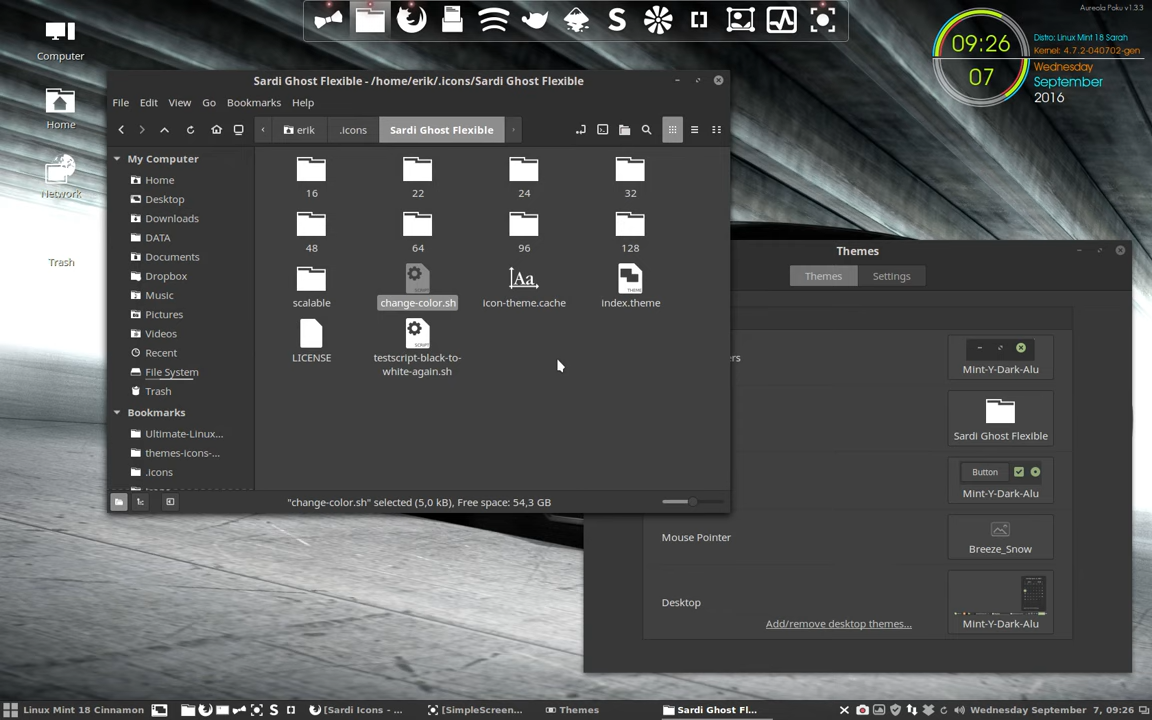 Aureola Poku v1.3.3
Computer
Home
Network
Trash
09:26
07
Distro: Linux Mint 18 Sarah
Kernel: 4.7.2-040702-gen
Wednesday
September
2016
Sardi Ghost Flexible - /home/erik/.icons/Sardi Ghost Flexible
File Edit View Go Bookmarks Help
erik .icons Sardi Ghost Flexible
My Computer
Home
Desktop
Downloads
DATA
Documents
Dropbox
Music
Pictures
Videos
Recent
File System
Trash
Bookmarks
Ultimate-Linux...
themes-icons-...
.Icons
16 22 24 32
48 64 96 128
scalable change-color.sh icon-theme.cache index.theme
LICENSE testscript-black-to-
white-again.sh
"change-color.sh" selected (5,0 kB), Free space: 54,3 GB
Themes
Themes Settings
ers
Mint-Y-Dark-Alu
Sardi Ghost Flexible
Button
Mint-Y-Dark-Alu
Mouse Pointer
Breeze_Snow
Desktop
Mint-Y-Dark-Alu
Add/remove desktop themes...
Linux Mint 18 Cinnamon [Sardi Icons - ... [SimpleScreen... Themes Sardi Ghost Fl... Wednesday September 7, 09:26